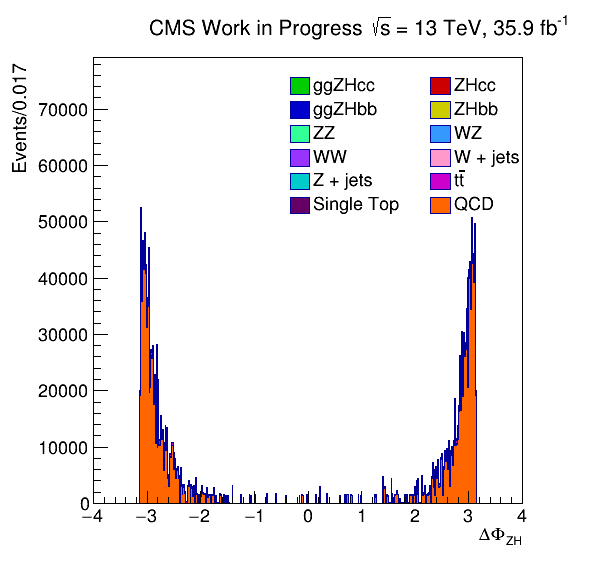 CMS Work in Progress √s = 13 TeV, 35.9 fb⁻¹
Events/0.017
ggZHcc ZHcc
ggZHbb ZHbb
ZZ WZ
WW W + jets
Z + jets tt̄
Single Top QCD
70000
60000
50000
40000
30000
20000
10000
0
−4 −3 −2 −1 0 1 2 3 4
ΔΦZH